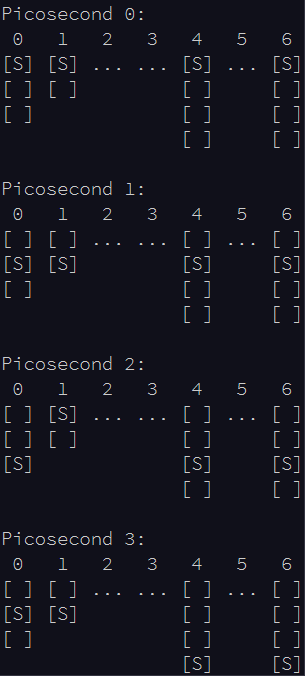 Picosecond 0:
 0   1   2   3   4   5   6
[S] [S] ... ... [S] ... [S]
[ ] [ ]         [ ]     [ ]
[ ]             [ ]     [ ]
                [ ]     [ ]

Picosecond 1:
 0   1   2   3   4   5   6
[ ] [ ] ... ... [ ] ... [ ]
[S] [S]         [S]     [S]
[ ]             [ ]     [ ]
                [ ]     [ ]

Picosecond 2:
 0   1   2   3   4   5   6
[ ] [S] ... ... [ ] ... [ ]
[ ] [ ]         [ ]     [ ]
[S]             [S]     [S]
                [ ]     [ ]

Picosecond 3:
 0   1   2   3   4   5   6
[ ] [ ] ... ... [ ] ... [ ]
[S] [S]         [ ]     [ ]
[ ]             [ ]     [ ]
                [S]     [S]